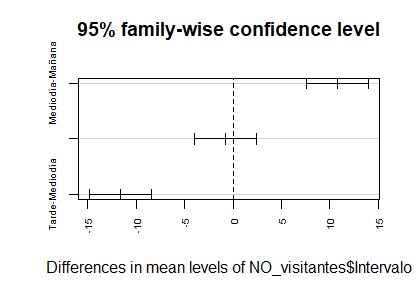 95% family-wise confidence level
Mediodia-Mañana
Tarde-Mediodia
-15 -10 -5 0 5 10 15
Differences in mean levels of NO_visitantes$Intervalo